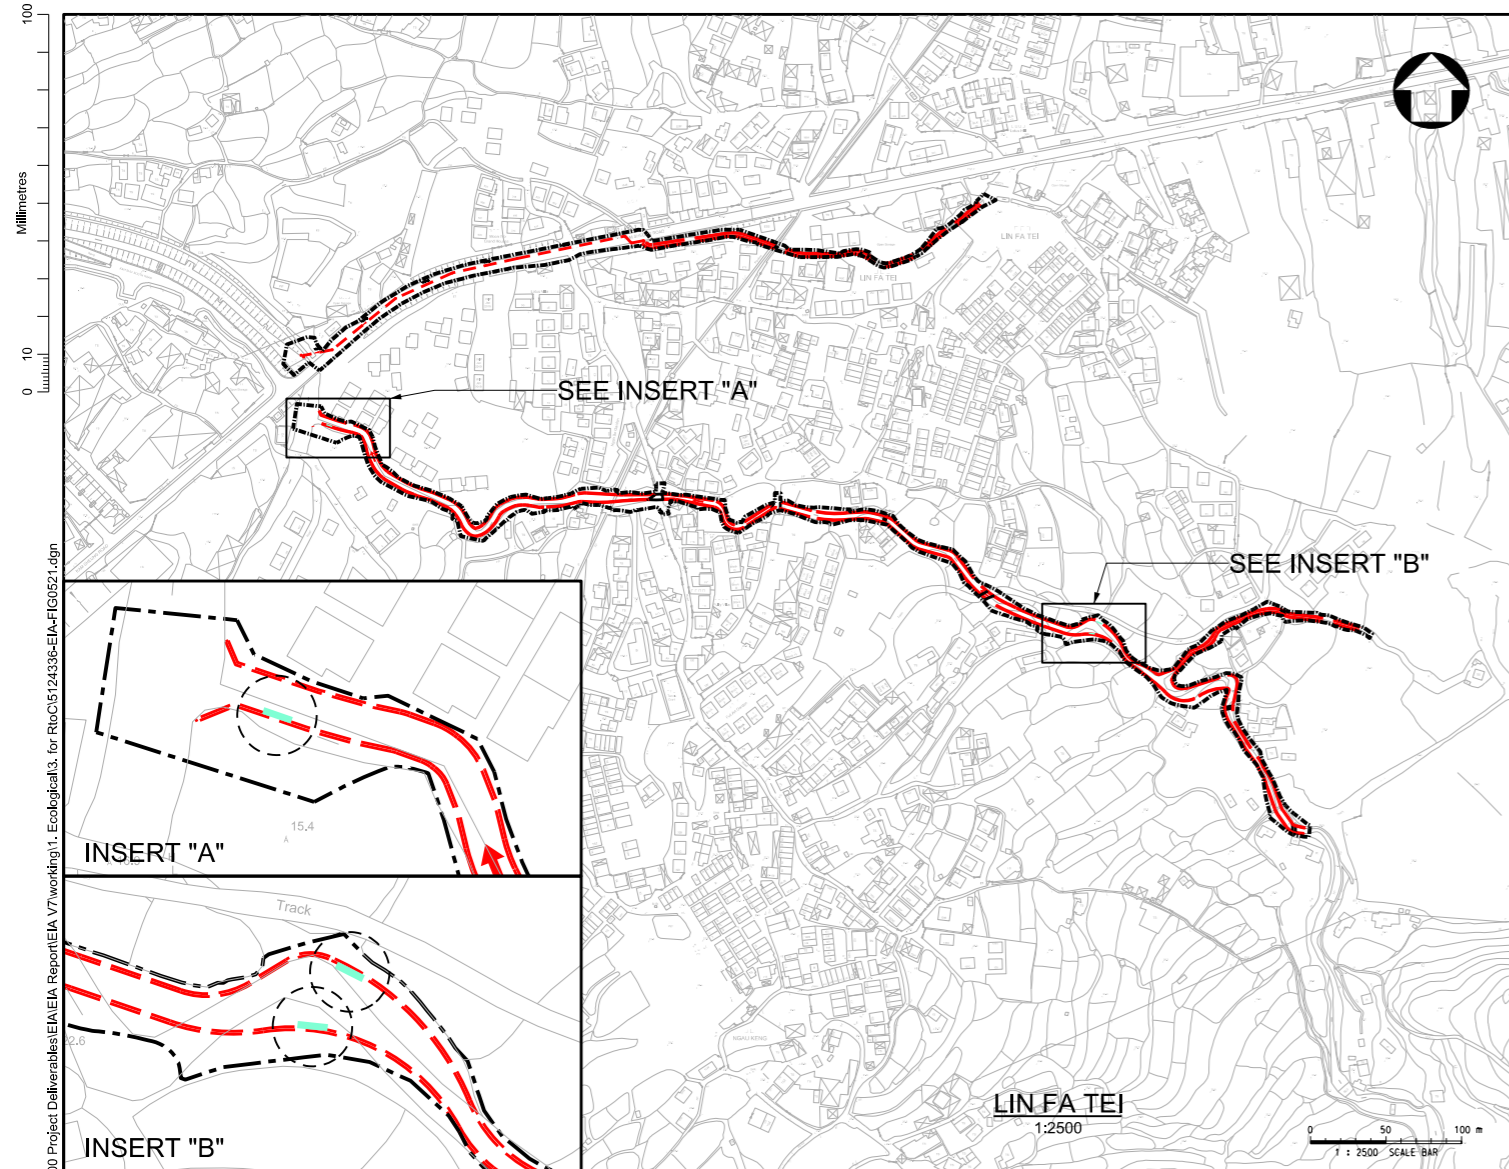 100
Millimetres
10
0
LIN FA TEI
LIN FA TEI
SEE INSERT "A"
SEE INSERT "B"
15.4
INSERT "A"
Track
INSERT "B"
NGAU KENG
LIN FA TEI
1:2500
0 50 100 m
1 : 2500 SCALE BAR
00 Project Deliverables\EIA\EIA Report\EIA V7\working\1. Ecological\3. for RtoC\5124336-EIA-FIG0521.dgn